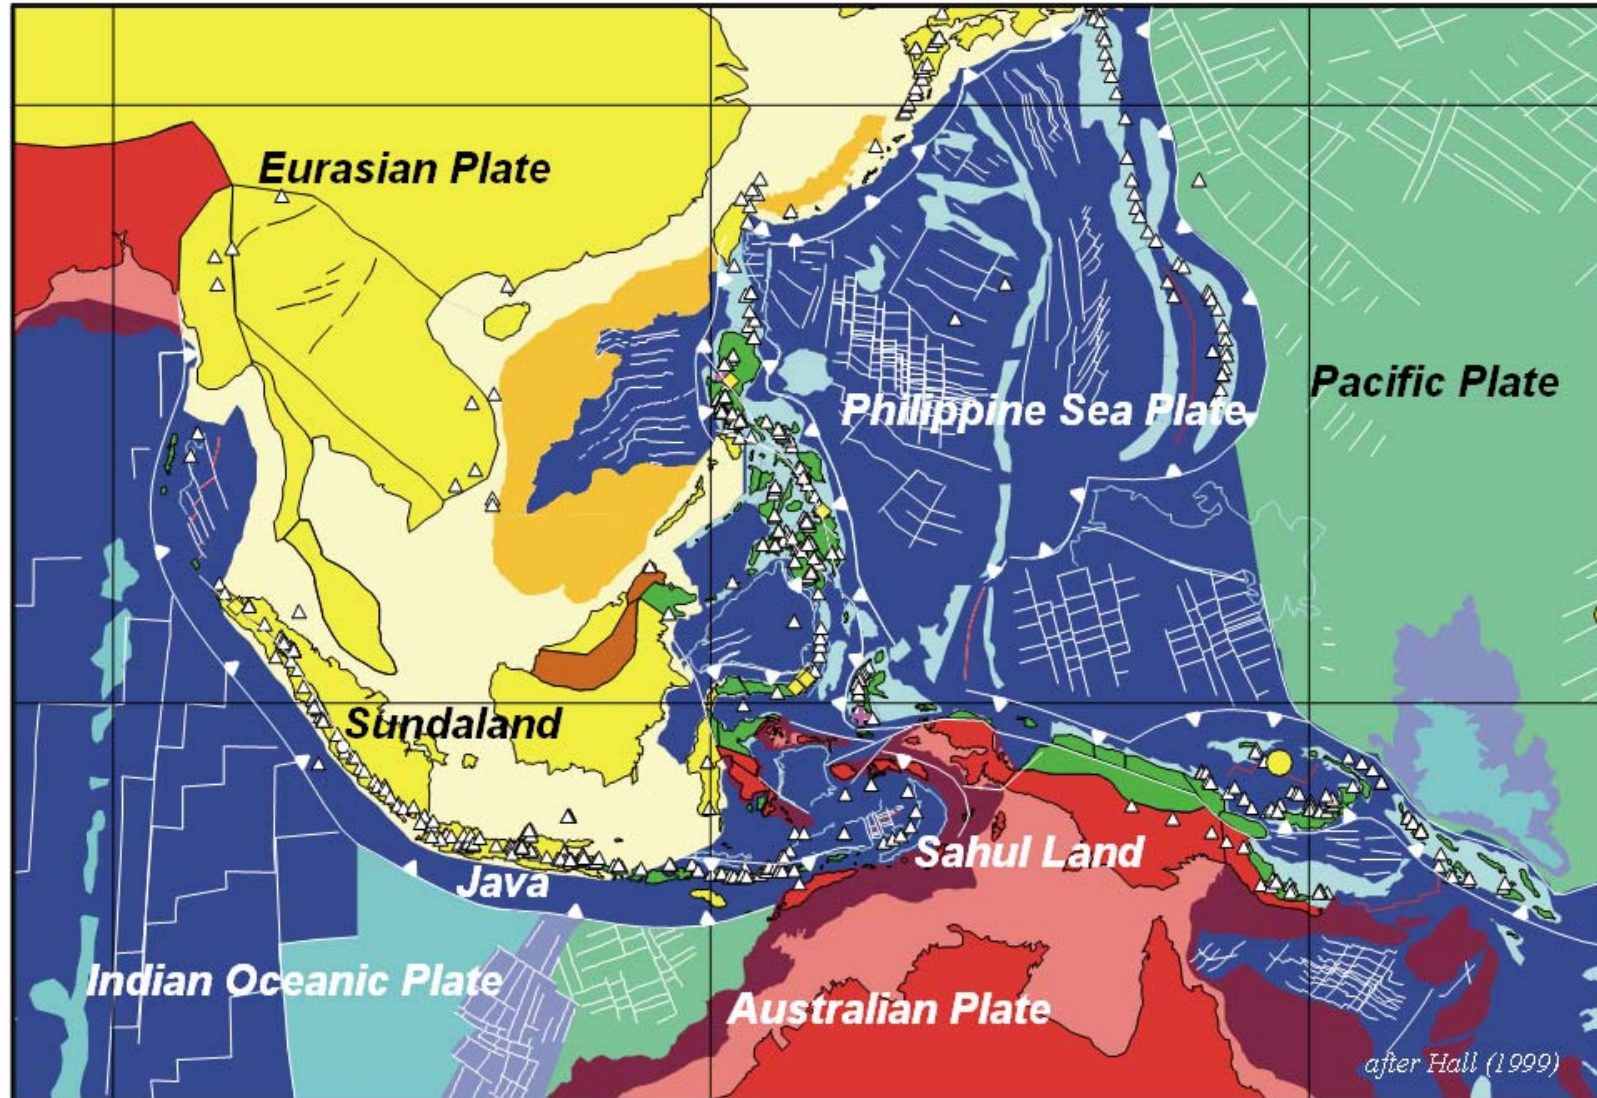 Eurasian Plate
Pacific Plate
Philippine Sea Plate
Sundaland
Sahul Land
Java
Indian Oceanic Plate
Australian Plate
after Hall (1999)